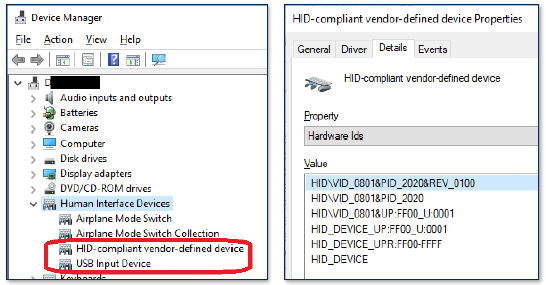 Device Manager
File Action View Help
D
Audio inputs and outputs
Batteries
Cameras
Computer
Disk drives
Display adapters
DVD/CD-ROM drives
Human Interface Devices
Airplane Mode Switch
Airplane Mode Switch Collection
HID-compliant vendor-defined device
USB Input Device
Keyboards
HID-compliant vendor-defined device Properties
General Driver Details Events
HID-compliant vendor-defined device
Property
Hardware Ids
Value
HID\VID_0801&PID_2020&REV_0100
HID\VID_0801&PID_2020
HID\VID_0801&UP:FF00_U:0001
HID_DEVICE_UP:FF00_U:0001
HID_DEVICE_UPR:FF00-FFFF
HID_DEVICE